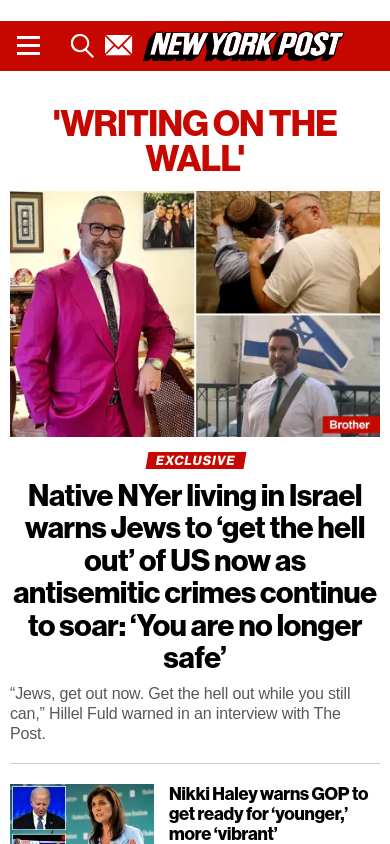 NEW YORK POST
'WRITING ON THE
WALL'
Brother
EXCLUSIVE
Native NYer living in Israel
warns Jews to ‘get the hell
out’ of US now as
antisemitic crimes continue
to soar: ‘You are no longer
safe’
“Jews, get out now. Get the hell out while you still
can,” Hillel Fuld warned in an interview with The
Post.
Nikki Haley warns GOP to
get ready for ‘younger,’
more ‘vibrant’